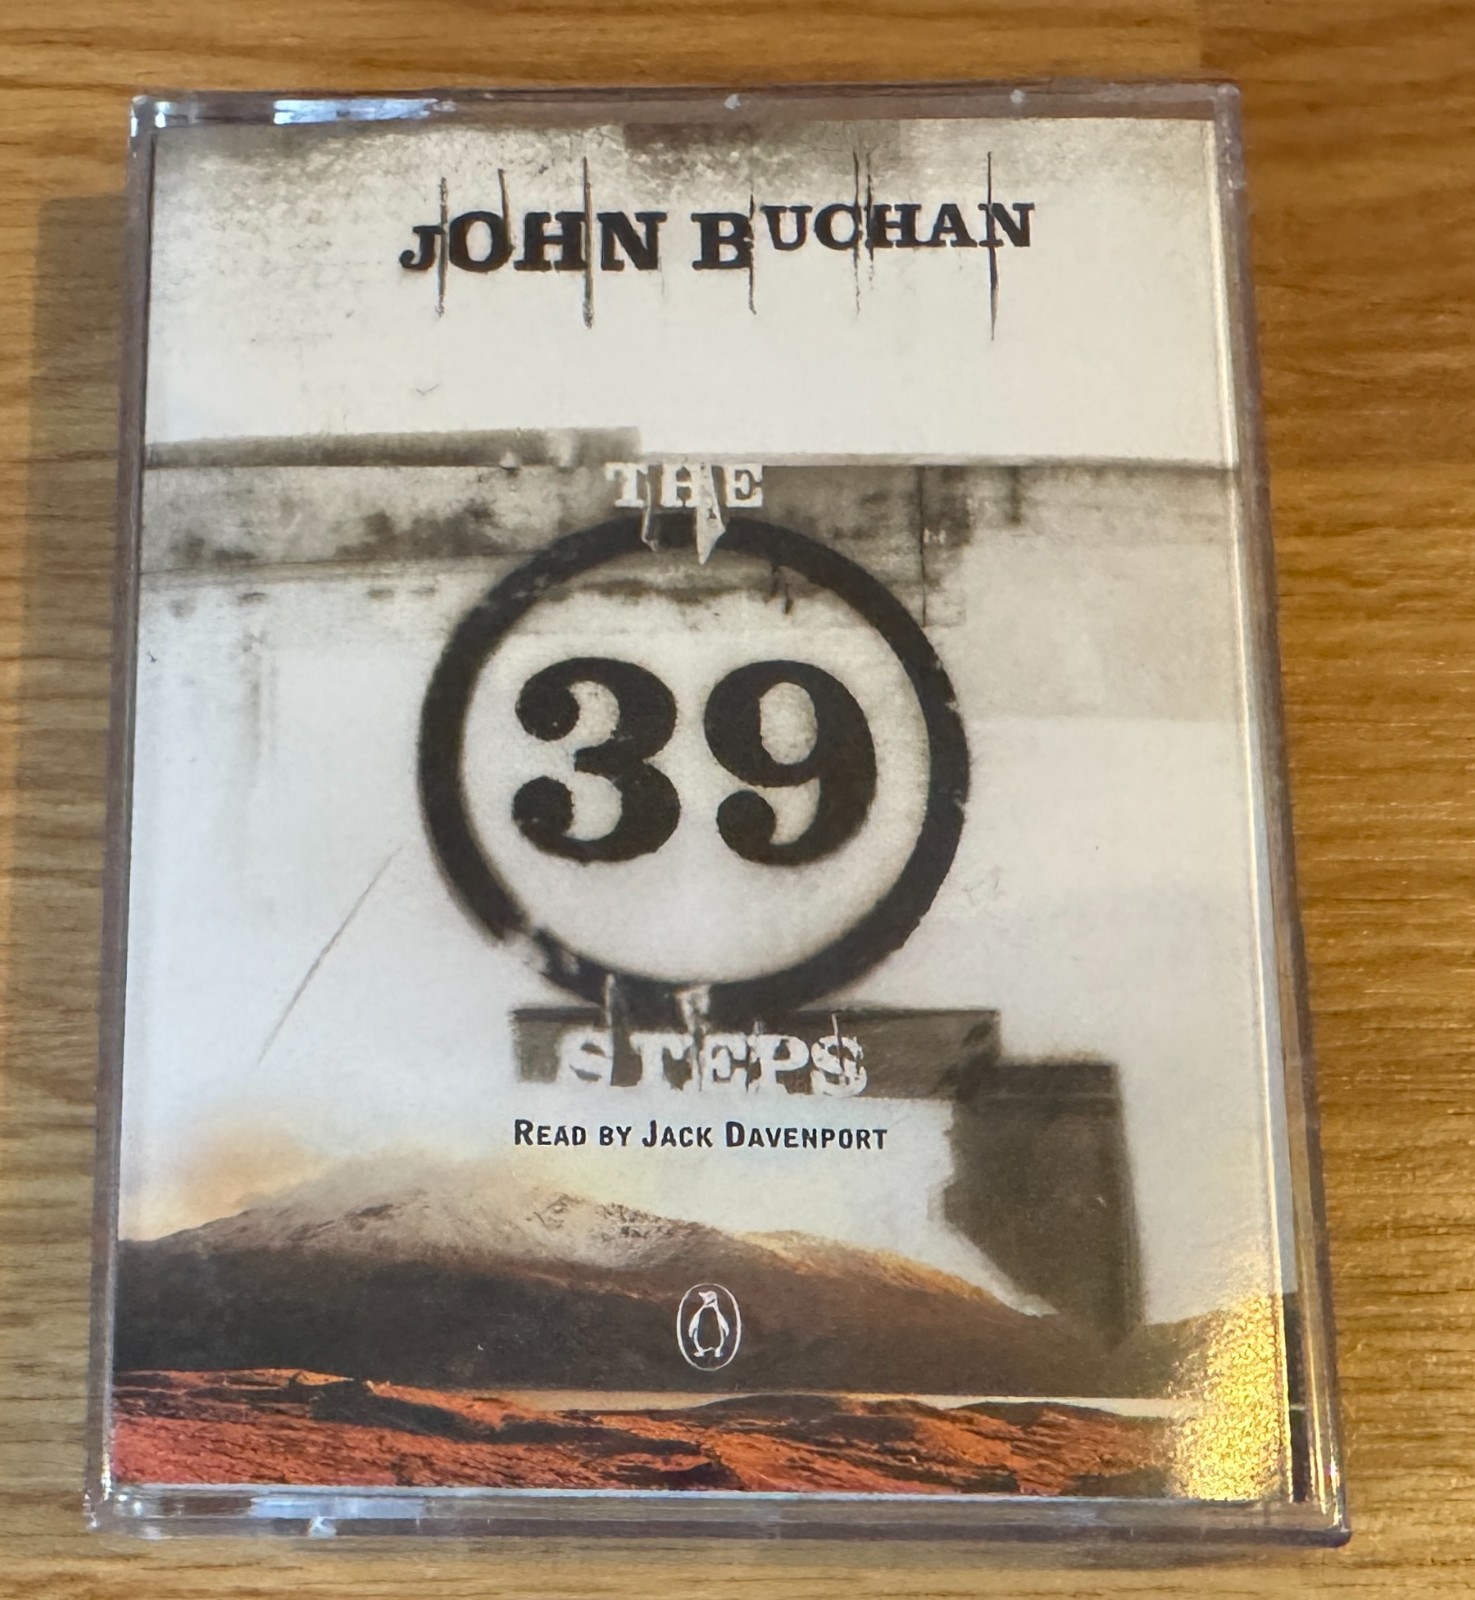 JOHN BUCHAN
THE
39
STEPS
READ BY JACK DAVENPORT